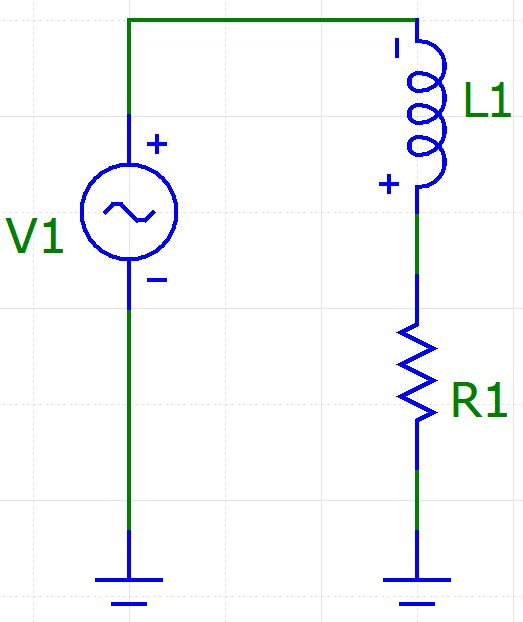 L1
+
+
V1
−
R1